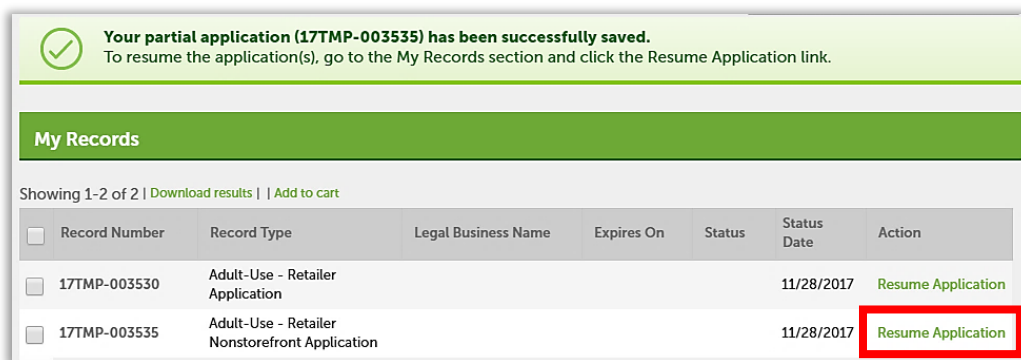 Your partial application (17TMP-003535) has been successfully saved.
To resume the application(s), go to the My Records section and click the Resume Application link.
My Records
Showing 1-2 of 2 | Download results | | Add to cart
Record Number Record Type Legal Business Name Expires On Status Status Date Action
17TMP-003530 Adult-Use - Retailer Application 11/28/2017 Resume Application
17TMP-003535 Adult-Use - Retailer Nonstorefront Application 11/28/2017 Resume Application